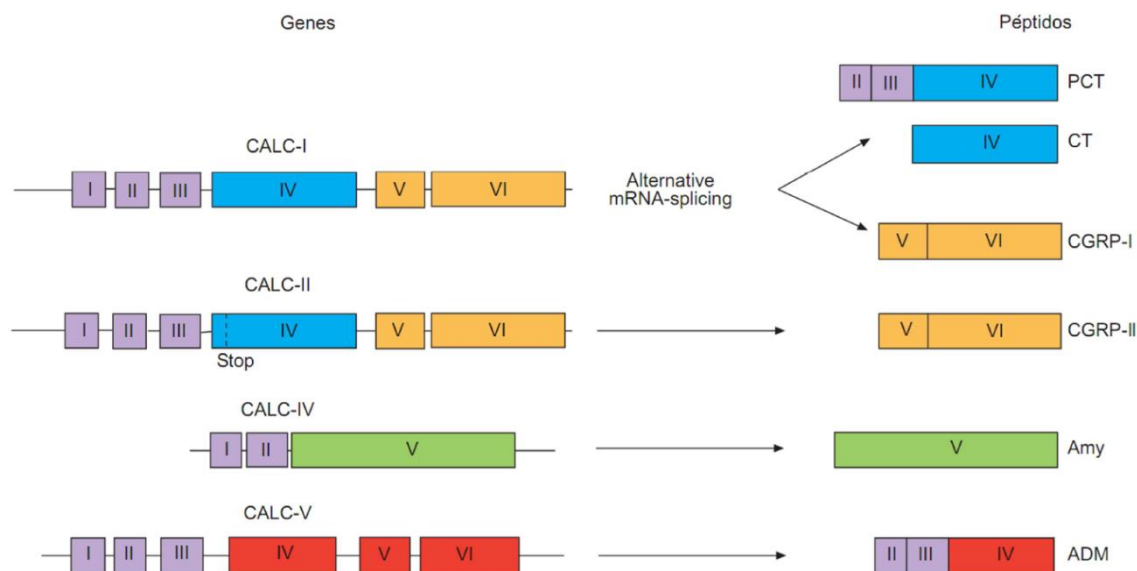 Genes
Péptidos
II III IV PCT
CALC-I
IV CT
I II III IV V VI
Alternative
mRNA-splicing
V VI CGRP-I
CALC-II
I II III IV V VI
Stop
V VI CGRP-II
CALC-IV
I II V
V Amy
CALC-V
I II III IV V VI
II III IV ADM